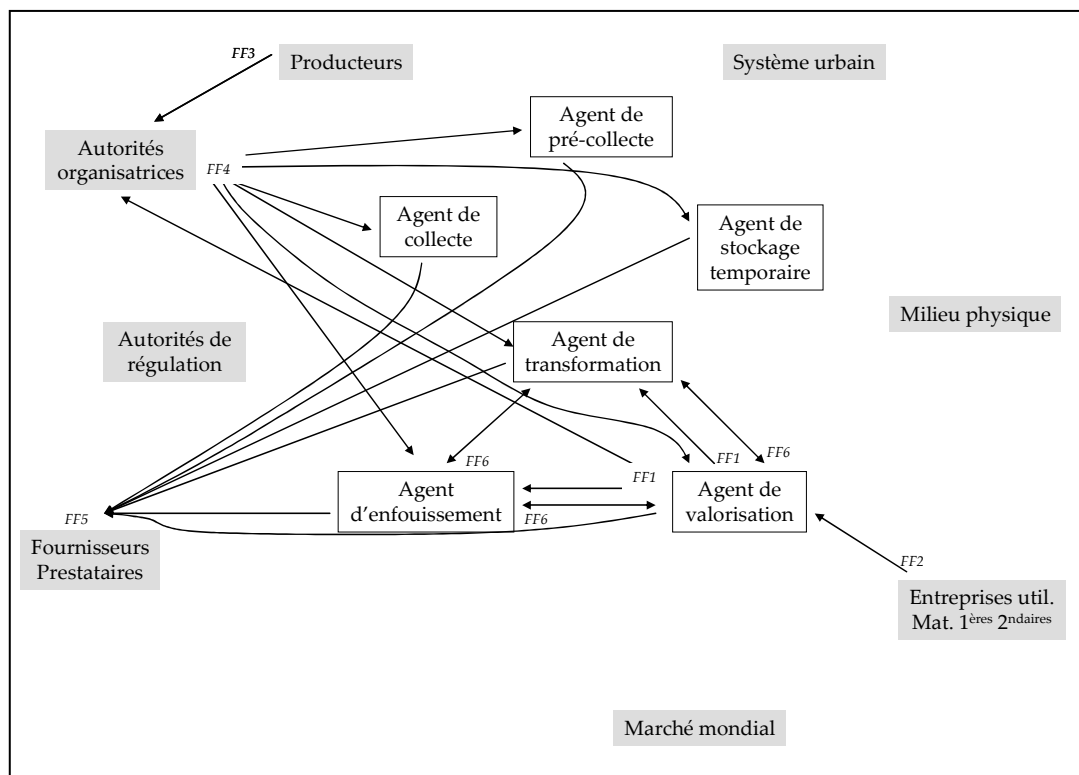 FF3
Producteurs
Système urbain
Agent de
pré-collecte
Autorités
organisatrices
FF4
Agent de
collecte
Agent de
stockage
temporaire
Milieu physique
Autorités de
régulation
Agent de
transformation
FF6
FF1
FF1
FF6
Agent
d'enfouissement
Agent de
valorisation
FF5
FF6
Fournisseurs
Prestataires
FF2
Entreprises util.
Mat. 1ères 2ndaires
Marché mondial